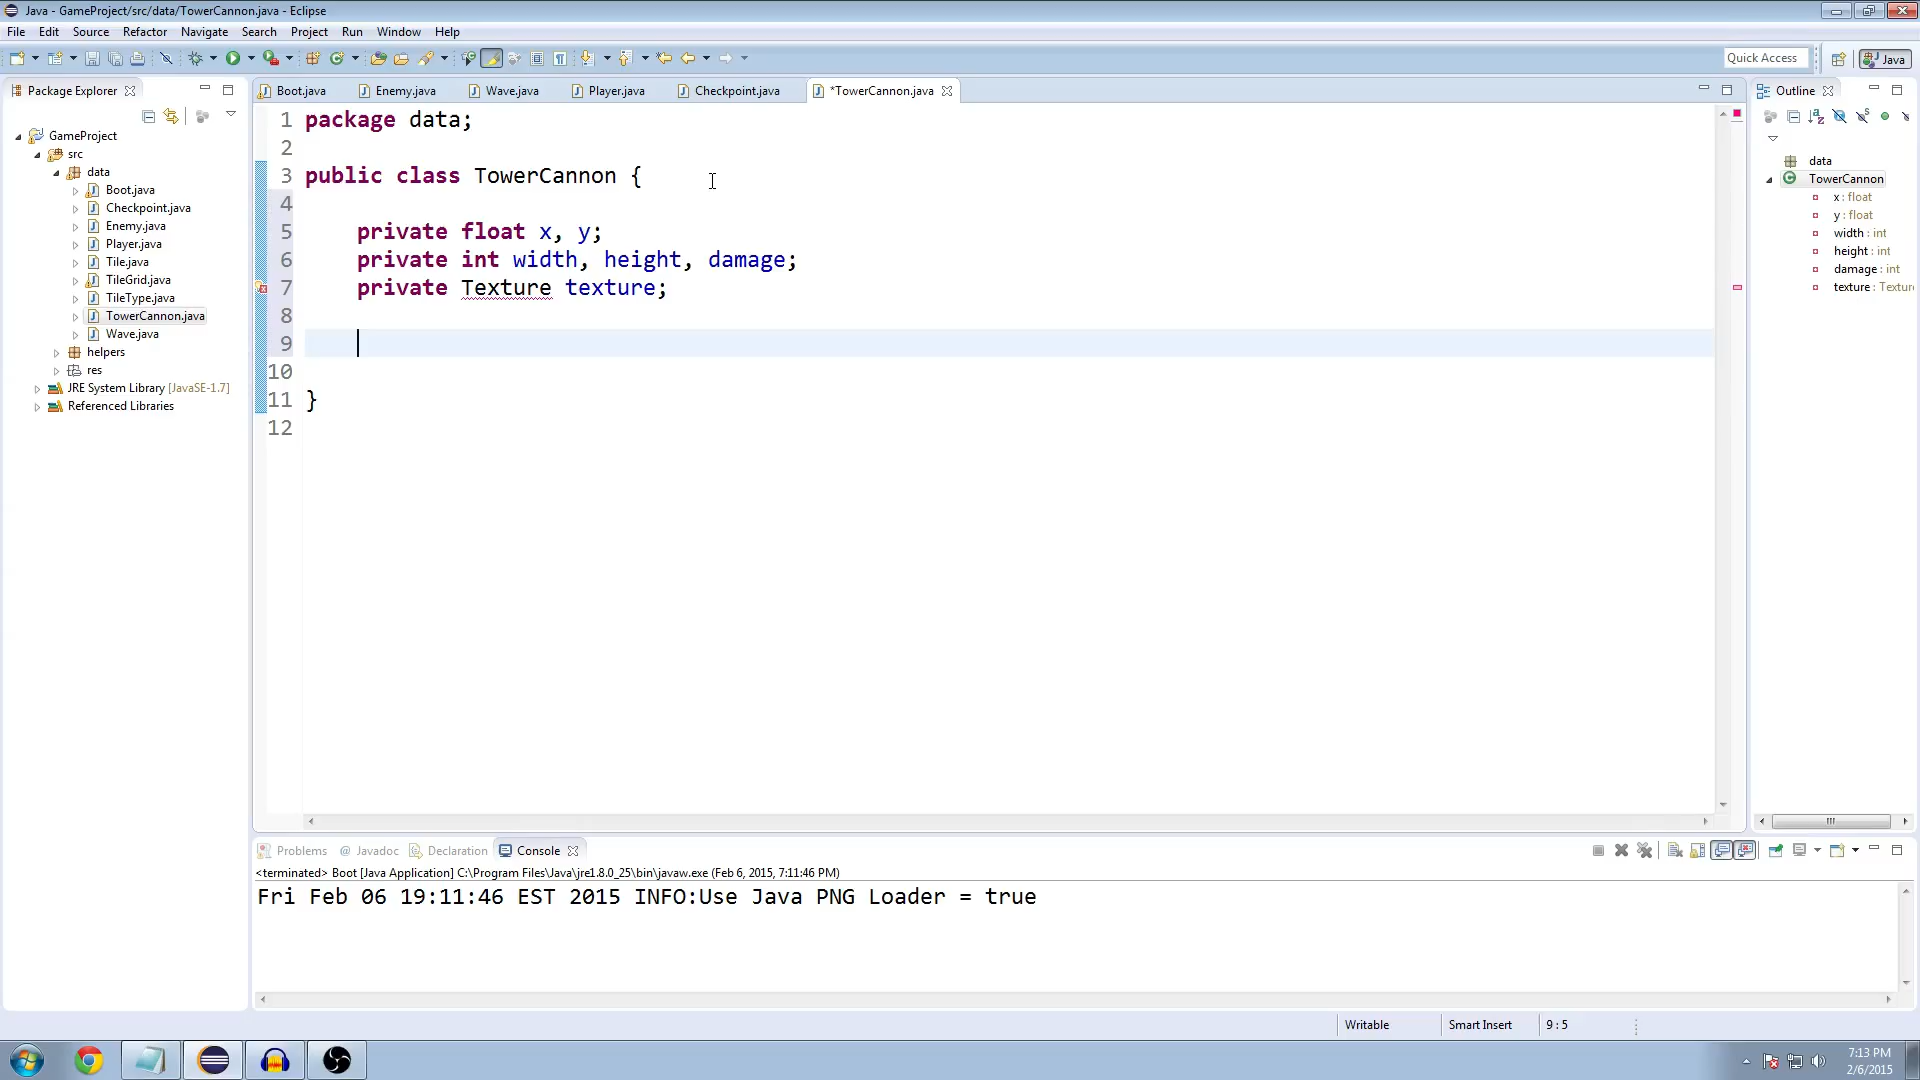 Java - GameProject/src/data/TowerCannon.java - Eclipse
File Edit Source Refactor Navigate Search Project Run Window Help
Quick Access Java
Package Explorer
GameProject
src
data
Boot.java
Checkpoint.java
Enemy.java
Player.java
Tile.java
TileGrid.java
TileType.java
TowerCannon.java
Wave.java
helpers
res
JRE System Library [JavaSE-1.7]
Referenced Libraries
Boot.java Enemy.java Wave.java Player.java Checkpoint.java *TowerCannon.java
1 package data;
2
3 public class TowerCannon {
4
5 private float x, y;
6 private int width, height, damage;
7 private Texture texture;
8
9
10
11 }
12
Outline
data
TowerCannon
x : float
y : float
width : int
height : int
damage : int
texture : Texture
Problems @ Javadoc Declaration Console
<terminated> Boot [Java Application] C:\Program Files\Java\jre1.8.0_25\bin\javaw.exe (Feb 6, 2015, 7:11:46 PM)
Fri Feb 06 19:11:46 EST 2015 INFO:Use Java PNG Loader = true
Writable Smart Insert 9 : 5
7:13 PM
2/6/2015